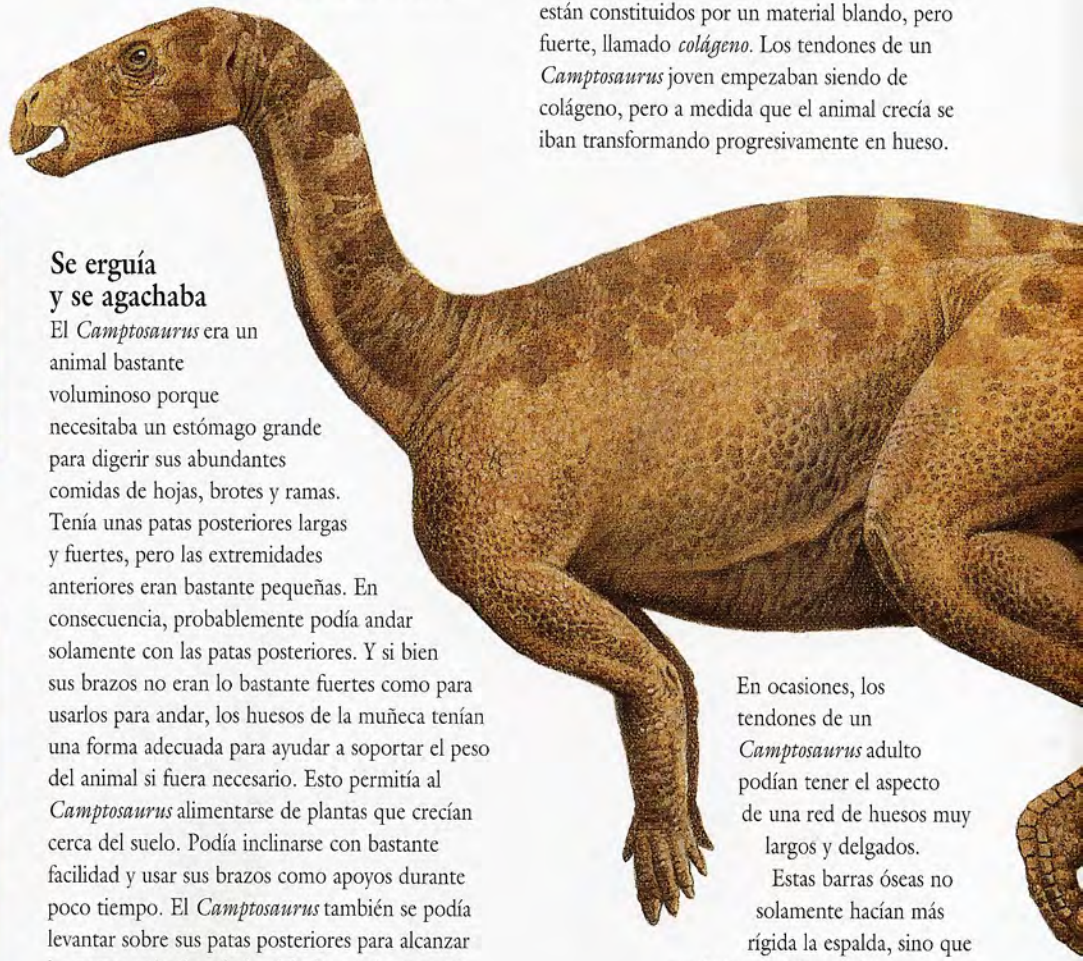 están constituidos por un material blando, pero
fuerte, llamado colágeno. Los tendones de un
Camptosaurus joven empezaban siendo de
colágeno, pero a medida que el animal crecía se
iban transformando progresivamente en hueso.
Se erguía
y se agachaba
El Camptosaurus era un
animal bastante
voluminoso porque
necesitaba un estómago grande
para digerir sus abundantes
comidas de hojas, brotes y ramas.
Tenía unas patas posteriores largas
y fuertes, pero las extremidades
anteriores eran bastante pequeñas. En
consecuencia, probablemente podía andar
solamente con las patas posteriores. Y si bien
sus brazos no eran lo bastante fuertes como para
usarlos para andar, los huesos de la muñeca tenían
una forma adecuada para ayudar a soportar el peso
del animal si fuera necesario. Esto permitía al
Camptosaurus alimentarse de plantas que crecían
cerca del suelo. Podía inclinarse con bastante
facilidad y usar sus brazos como apoyos durante
poco tiempo. El Camptosaurus también se podía
levantar sobre sus patas posteriores para alcanzar
En ocasiones, los
tendones de un
Camptosaurus adulto
podían tener el aspecto
de una red de huesos muy
largos y delgados.
Estas barras óseas no
solamente hacían más
rígida la espalda, sino que